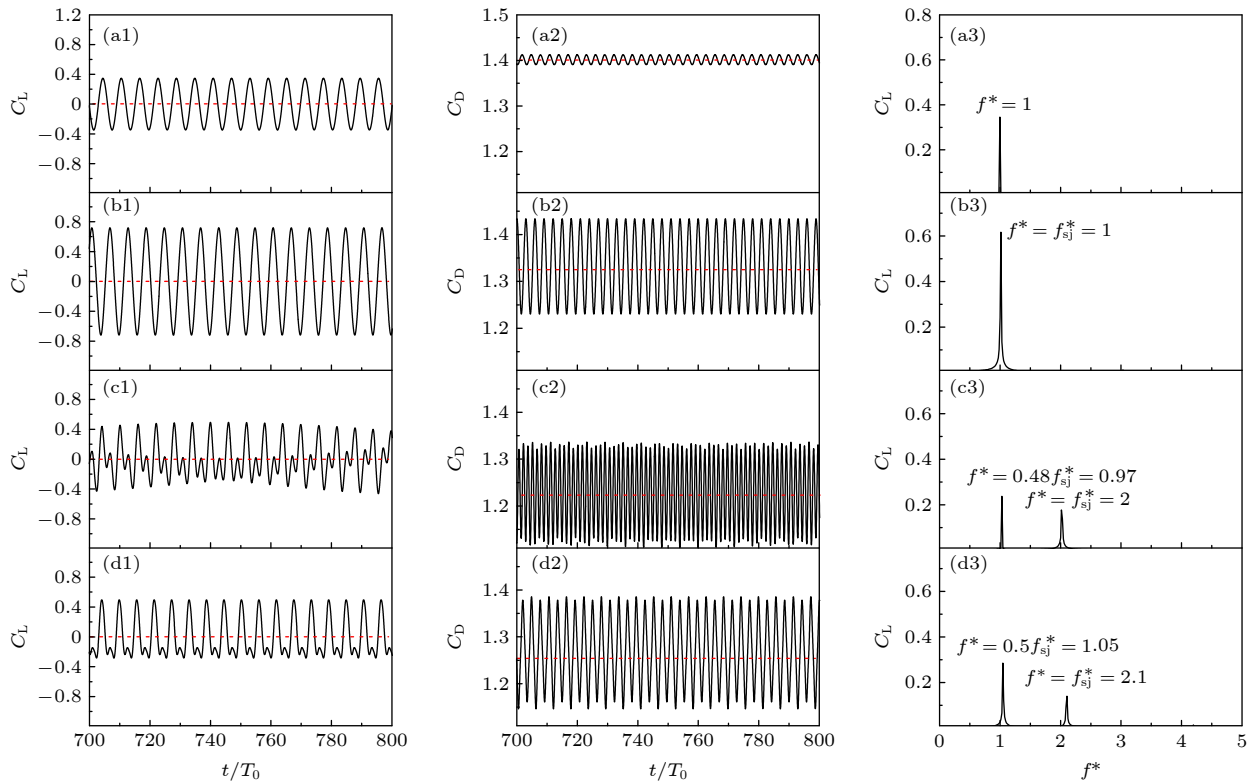 1.2
0.8
0.4
0
−0.4
−0.8
C_L
(a1)
1.5
1.4
1.3
1.2
C_D
(a2)
0.8
0.6
0.4
0.2
C_L
(a3)
f* = 1
0.8
0.4
0
−0.4
−0.8
C_L
(b1)
1.4
1.3
1.2
C_D
(b2)
0.6
0.4
0.2
C_L
(b3)
f* = f*_sj = 1
0.8
0.4
0
−0.4
−0.8
C_L
(c1)
1.4
1.3
1.2
C_D
(c2)
0.6
0.4
0.2
C_L
(c3)
f* = 0.48f*_sj = 0.97
f* = f*_sj = 2
0.8
0.4
0
−0.4
−0.8
C_L
(d1)
700 720 740 760 780 800
t/T_0
1.4
1.3
1.2
C_D
(d2)
700 720 740 760 780 800
t/T_0
0.6
0.4
0.2
C_L
(d3)
f* = 0.5f*_sj = 1.05
f* = f*_sj = 2.1
0 1 2 3 4 5
f*